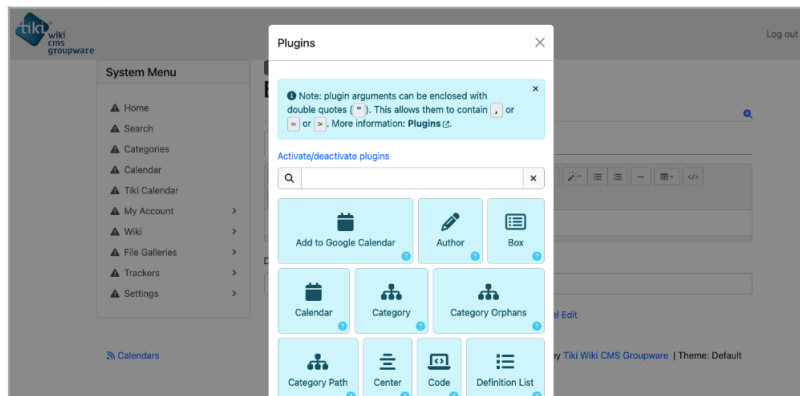 tiki wiki
cms
groupware
Log out
System Menu
Home
Search
Categories
Calendar
Tiki Calendar
My Account
Wiki
File Galleries
Trackers
Settings
Calendars
Plugins
Note: plugin arguments can be enclosed with
double quotes ( " ). This allows them to contain , or
= or > . More information: Plugins .
Activate/deactivate plugins
Add to Google Calendar
Author
Box
Calendar
Category
Category Orphans
Category Path
Center
Code
Definition List
el Edit
by Tiki Wiki CMS Groupware | Theme: Default